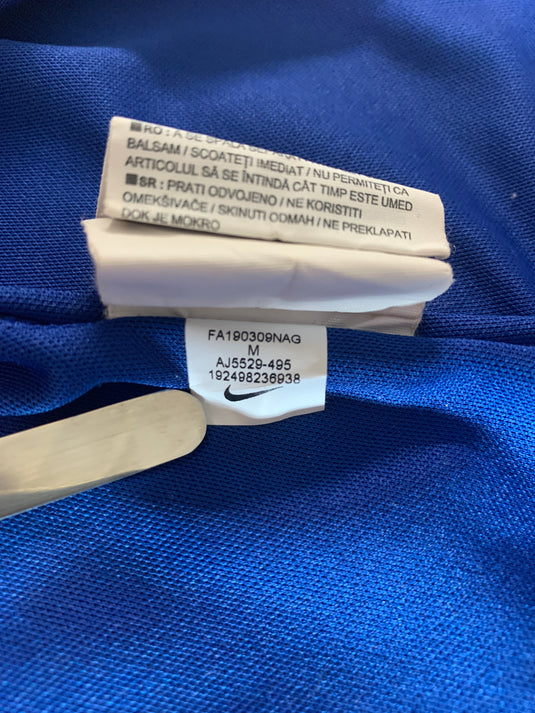 ■RO : A SE SPĂLA SEPARAT
BALSAM / SCOATEȚI IMEDIAT / NU PERMITEȚI CA
ARTICOLUL SĂ SE ÎNTINDĂ CÂT TIMP ESTE UMED
■SR : PRATI ODVOJENO / NE KORISTITI
OMEKŠIVAČE / SKINUTI ODMAH / NE PREKLAPATI
DOK JE MOKRO
FA190309NAG
M
AJ5529-495
192498236938